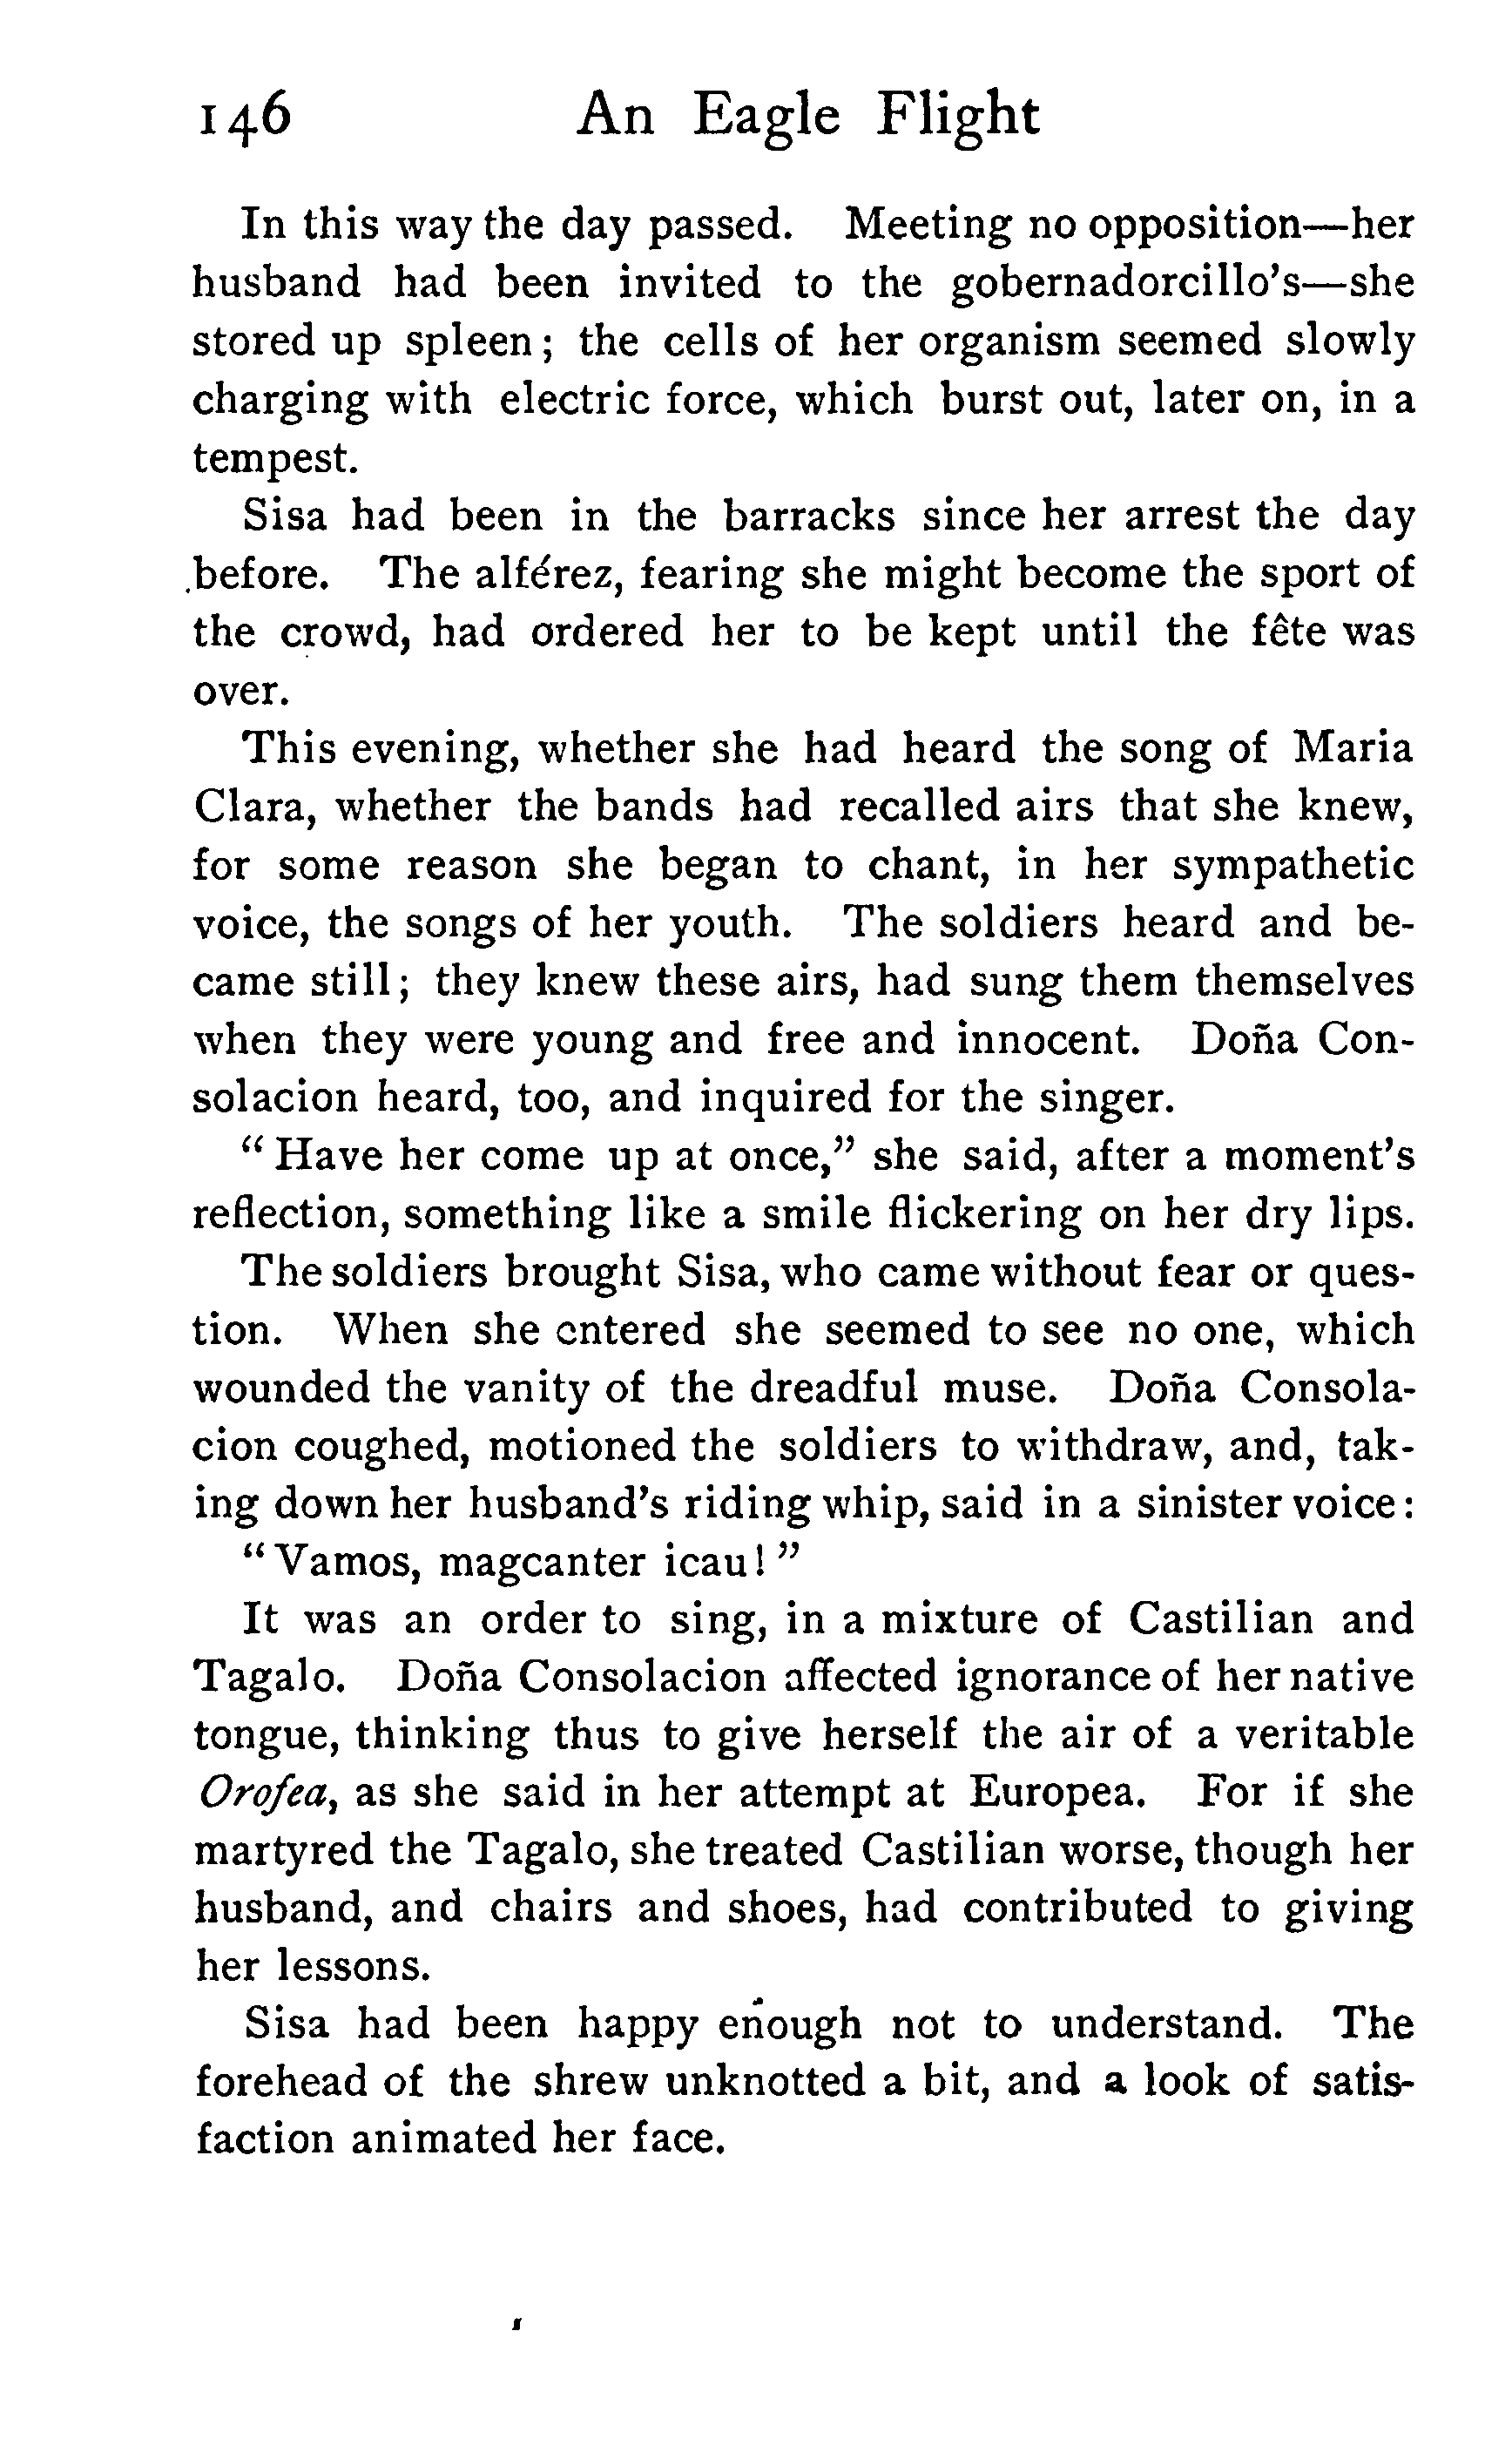 146 An Eagle Flight
In this way the day passed. Meeting no opposition—her
husband had been invited to the gobernadorcillo's—she
stored up spleen; the cells of her organism seemed slowly
charging with electric force, which burst out, later on, in a
tempest.
Sisa had been in the barracks since her arrest the day
before. The alférez, fearing she might become the sport of
the crowd, had ordered her to be kept until the fête was
over.
This evening, whether she had heard the song of Maria
Clara, whether the bands had recalled airs that she knew,
for some reason she began to chant, in her sympathetic
voice, the songs of her youth. The soldiers heard and be-
came still; they knew these airs, had sung them themselves
when they were young and free and innocent. Doña Con-
solacion heard, too, and inquired for the singer.
"Have her come up at once," she said, after a moment's
reflection, something like a smile flickering on her dry lips.
The soldiers brought Sisa, who came without fear or ques-
tion. When she entered she seemed to see no one, which
wounded the vanity of the dreadful muse. Doña Consola-
cion coughed, motioned the soldiers to withdraw, and, tak-
ing down her husband's riding whip, said in a sinister voice:
"Vamos, magcanter icau!"
It was an order to sing, in a mixture of Castilian and
Tagalo. Doña Consolacion affected ignorance of her native
tongue, thinking thus to give herself the air of a veritable
Orofea, as she said in her attempt at Europea. For if she
martyred the Tagalo, she treated Castilian worse, though her
husband, and chairs and shoes, had contributed to giving
her lessons.
Sisa had been happy enough not to understand. The
forehead of the shrew unknotted a bit, and a look of satis-
faction animated her face.